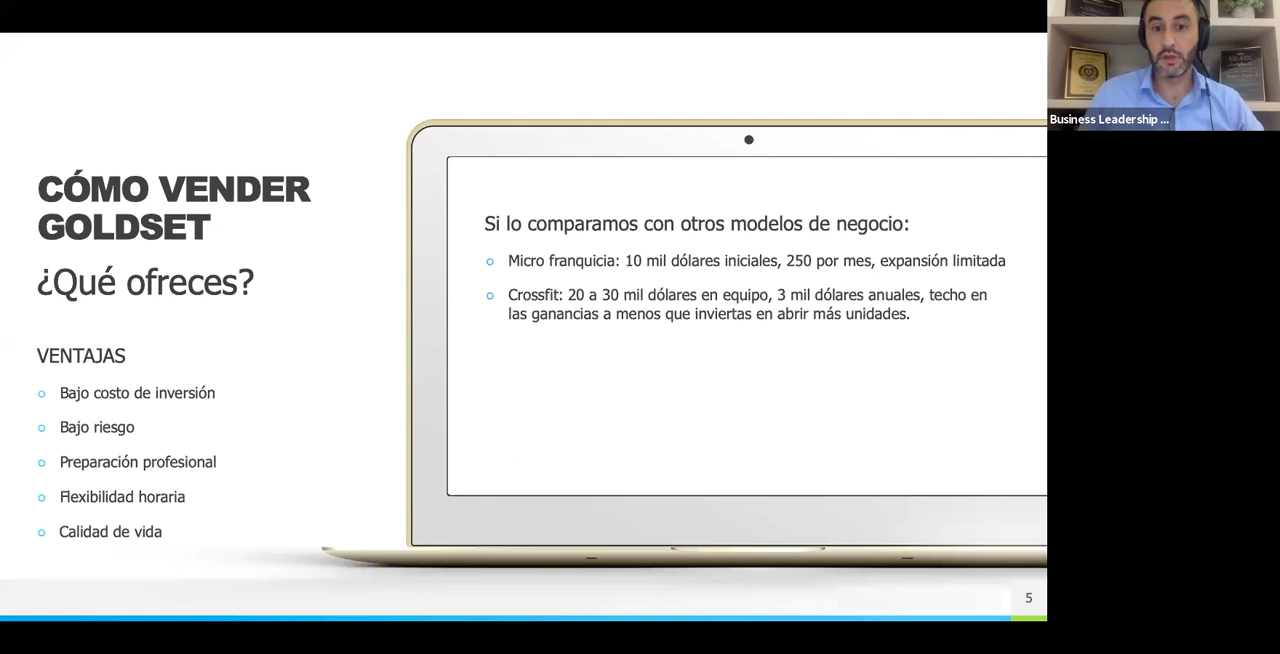 CÓMO VENDER
GOLDSET
¿Qué ofreces?
VENTAJAS
Bajo costo de inversión
Bajo riesgo
Preparación profesional
Flexibilidad horaria
Calidad de vida
Si lo comparamos con otros modelos de negocio:
Micro franquicia: 10 mil dólares iniciales, 250 por mes, expansión limitada
Crossfit: 20 a 30 mil dólares en equipo, 3 mil dólares anuales, techo en
las ganancias a menos que inviertas en abrir más unidades.
5
Business Leadership ...